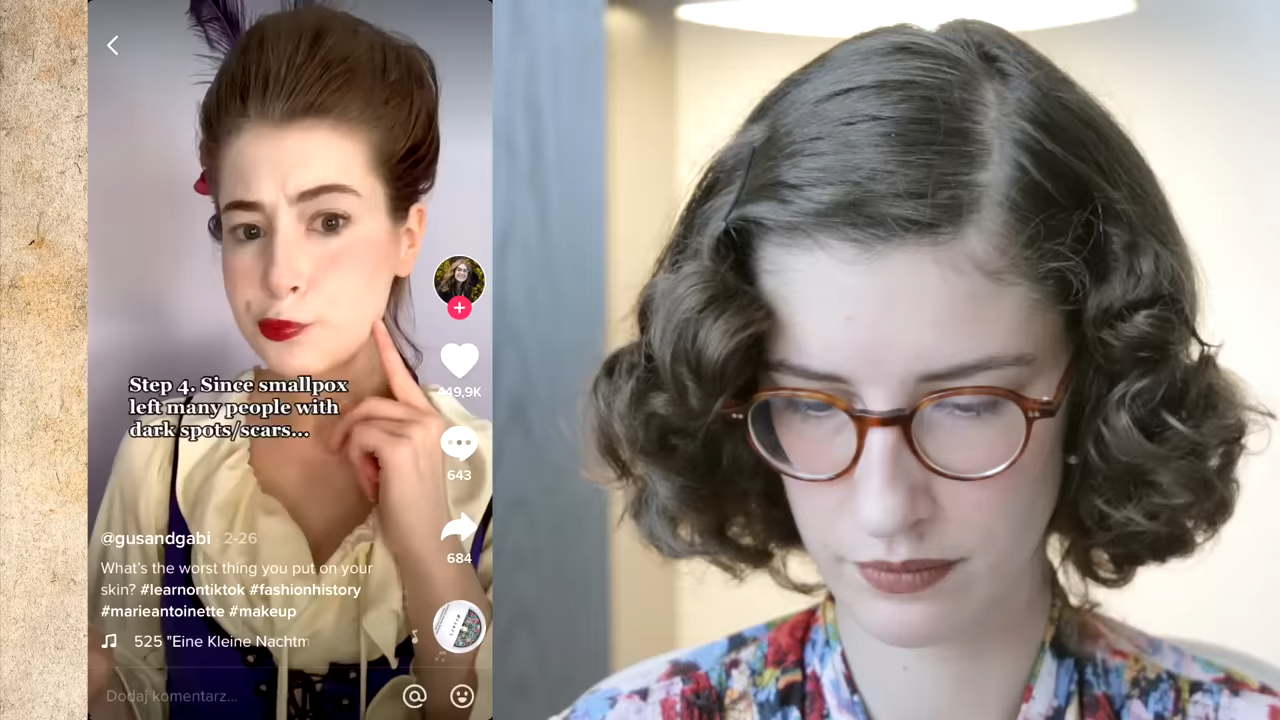 Step 4. Since smallpox
left many people with
dark spots/scars...
449,9K
643
684
@gusandgabi · 2-26
What's the worst thing you put on your
skin? #learnontiktok #fashionhistory
#marieantoinette #makeup
525 "Eine Kleine Nachtm
Dodaj komentarz...